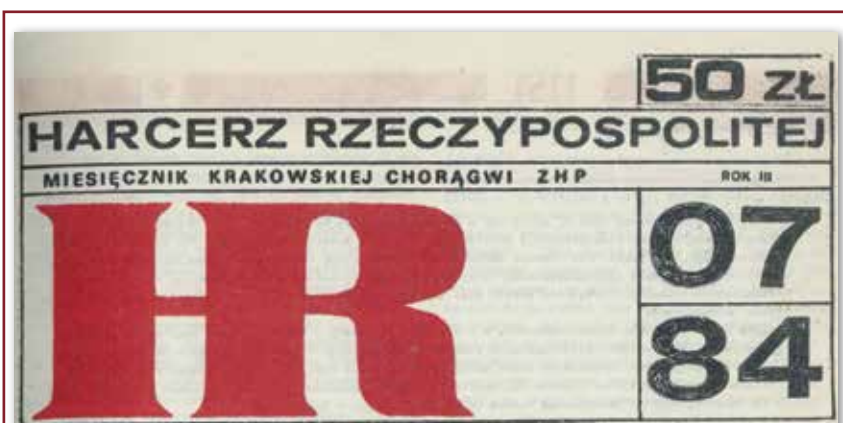 50 ZŁ
HARCERZ RZECZYPOSPOLITEJ
MIESIĘCZNIK KRAKOWSKIEJ CHORĄGWI ZHP ROK III
HR
07
84